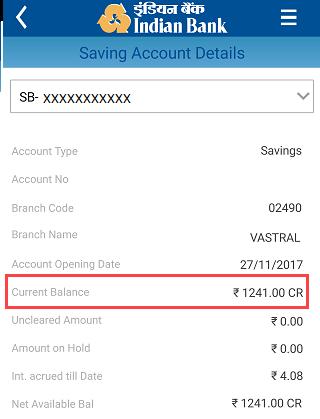 इंडियन बैंक
Indian Bank
Saving Account Details
SB- XXXXXXXXXXX
Account Type Savings
Account No
Branch Code 02490
Branch Name VASTRAL
Account Opening Date 27/11/2017
Current Balance ₹ 1241.00 CR
Uncleared Amount ₹ 0.00
Amount on Hold ₹ 0.00
Int. accrued till Date ₹ 4.08
Net Available Bal ₹ 1241.00 CR